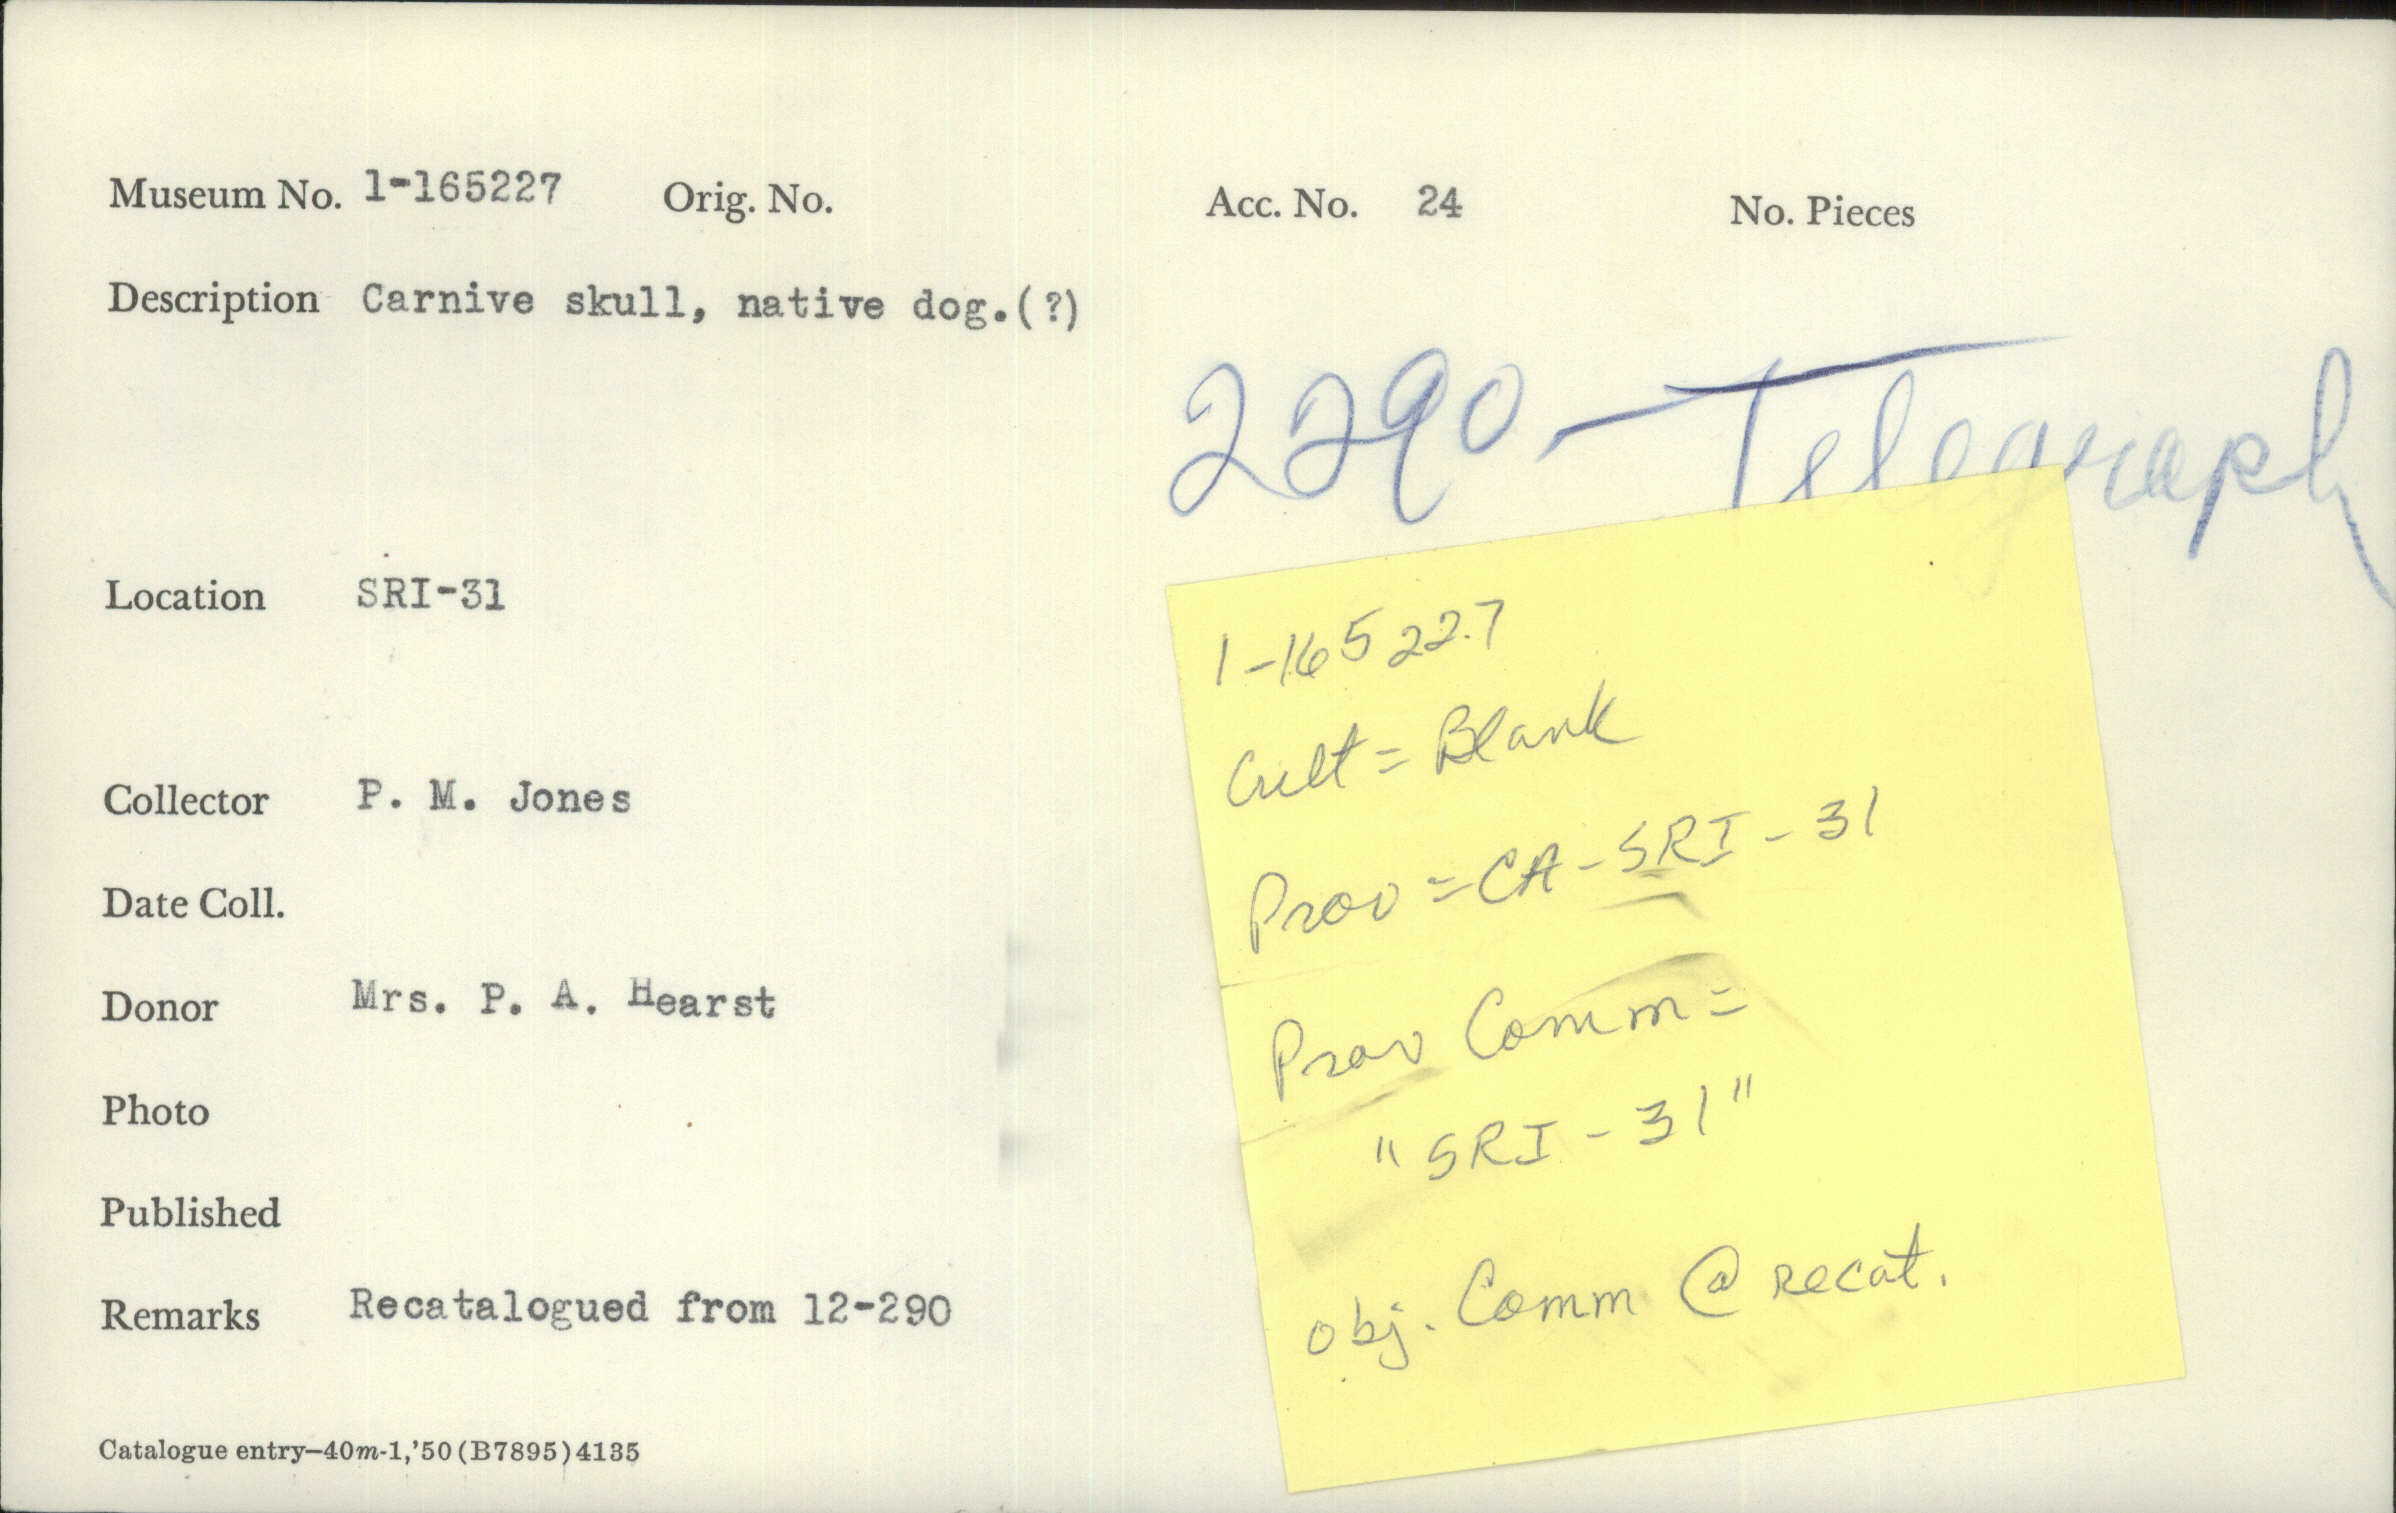 Museum No. 1-165227 Orig. No. Acc. No. 24 No. Pieces
Description Carnive skull, native dog.(?)
2290 - Telegraph
Location SRI-31
Collector P. M. Jones
Date Coll.
Donor Mrs. P. A. Hearst
Photo
Published
Remarks Recatalogued from 12-290
Catalogue entry—40m-1,'50(B7895)4135
1-165227
Cult = Blank
Prov = CA-SRI-31
Prov Comm =
"SRI-31"
obj. Comm @ recat.